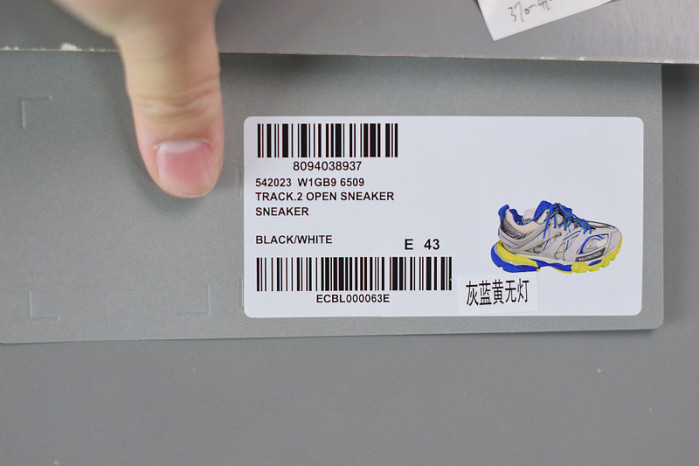 8094038937
542023 W1GB9 6509
TRACK.2 OPEN SNEAKER
SNEAKER
BLACK/WHITE
E 43
ECBL000063E
灰蓝黄无灯